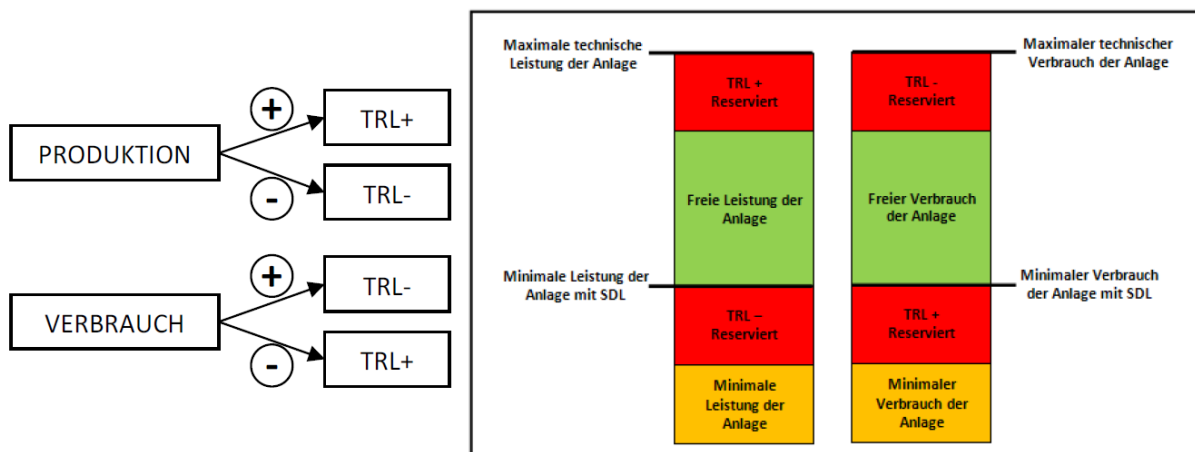 PRODUKTION
+
-
TRL+
TRL-
VERBRAUCH
+
-
TRL-
TRL+
Maximale technische
Leistung der Anlage
TRL +
Reserviert
Freie Leistung der
Anlage
Minimale Leistung der
Anlage mit SDL
TRL –
Reserviert
Minimale
Leistung der
Anlage
Maximaler technischer
Verbrauch der Anlage
TRL -
Reserviert
Freier Verbrauch
der Anlage
Minimaler Verbrauch
der Anlage mit SDL
TRL +
Reserviert
Minimaler
Verbrauch der
Anlage